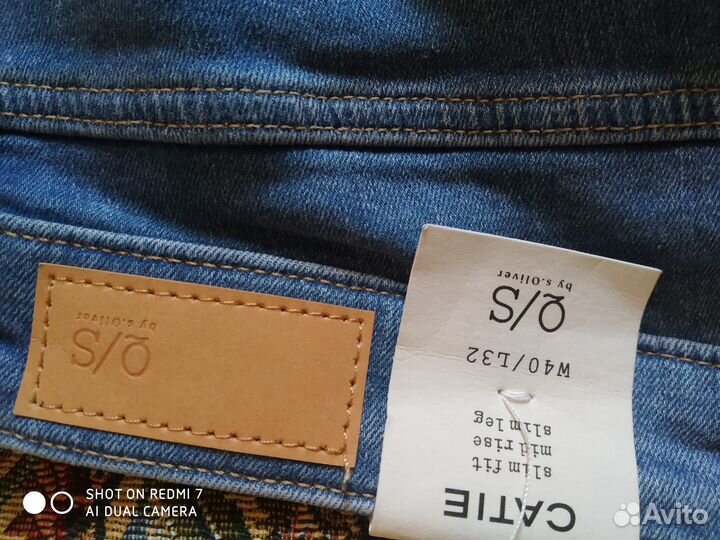 Q/S
by s.Oliver
CATIE
slim fit
mid rise
slim leg
W40/L32
Q/S
by s.Oliver
SHOT ON REDMI 7
AI DUAL CAMERA
Avito